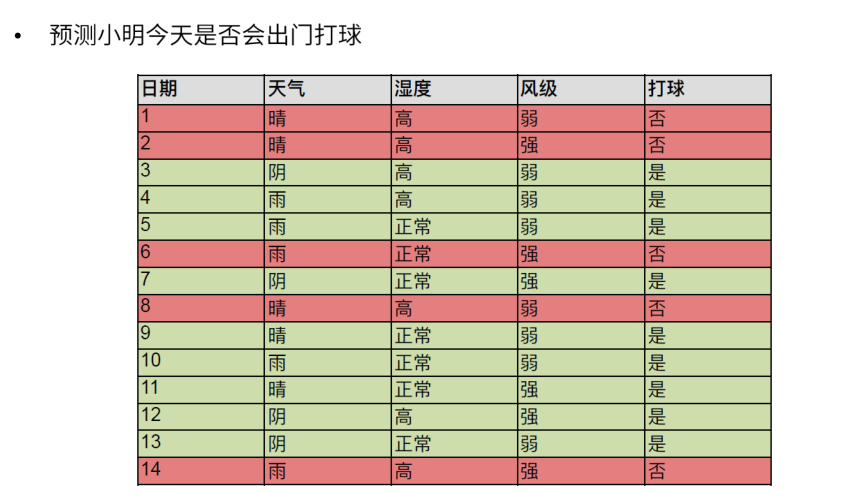 • 预测小明今天是否会出门打球
日期 天气 湿度 风级 打球
1 晴 高 弱 否
2 晴 高 强 否
3 阴 高 弱 是
4 雨 高 弱 是
5 雨 正常 弱 是
6 雨 正常 强 否
7 阴 正常 强 是
8 晴 高 弱 否
9 晴 正常 弱 是
10 雨 正常 弱 是
11 晴 正常 强 是
12 阴 高 强 是
13 阴 正常 弱 是
14 雨 高 强 否